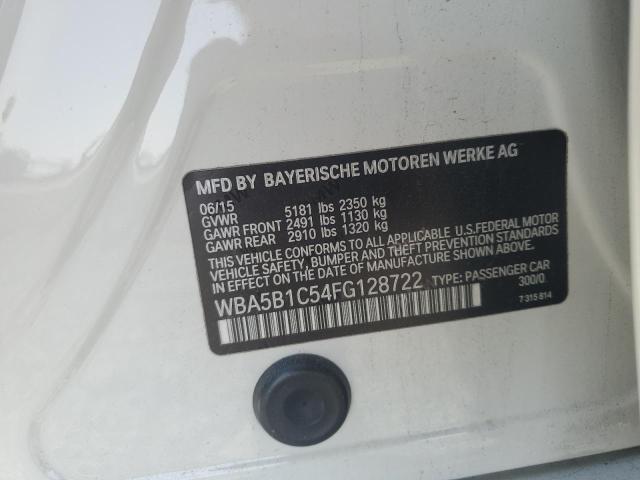 MFD BY BAYERISCHE MOTOREN WERKE AG
06/15
GVWR 5181 lbs 2350 kg
GAWR FRONT 2491 lbs 1130 kg
GAWR REAR 2910 lbs 1320 kg
THIS VEHICLE CONFORMS TO ALL APPLICABLE U.S.FEDERAL MOTOR
VEHICLE SAFETY, BUMPER AND THEFT PREVENTION STANDARDS
IN EFFECT ON THE DATE OF MANUFACTURE SHOWN ABOVE.
WBA5B1C54FG128722 TYPE: PASSENGER CAR
300/0
7 315 814